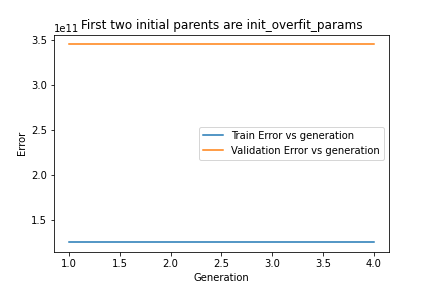 First two initial parents are init_overfit_params
1e11
3.5
3.0
2.5
2.0
1.5
Error
Train Error vs generation
Validation Error vs generation
1.0 1.5 2.0 2.5 3.0 3.5 4.0
Generation